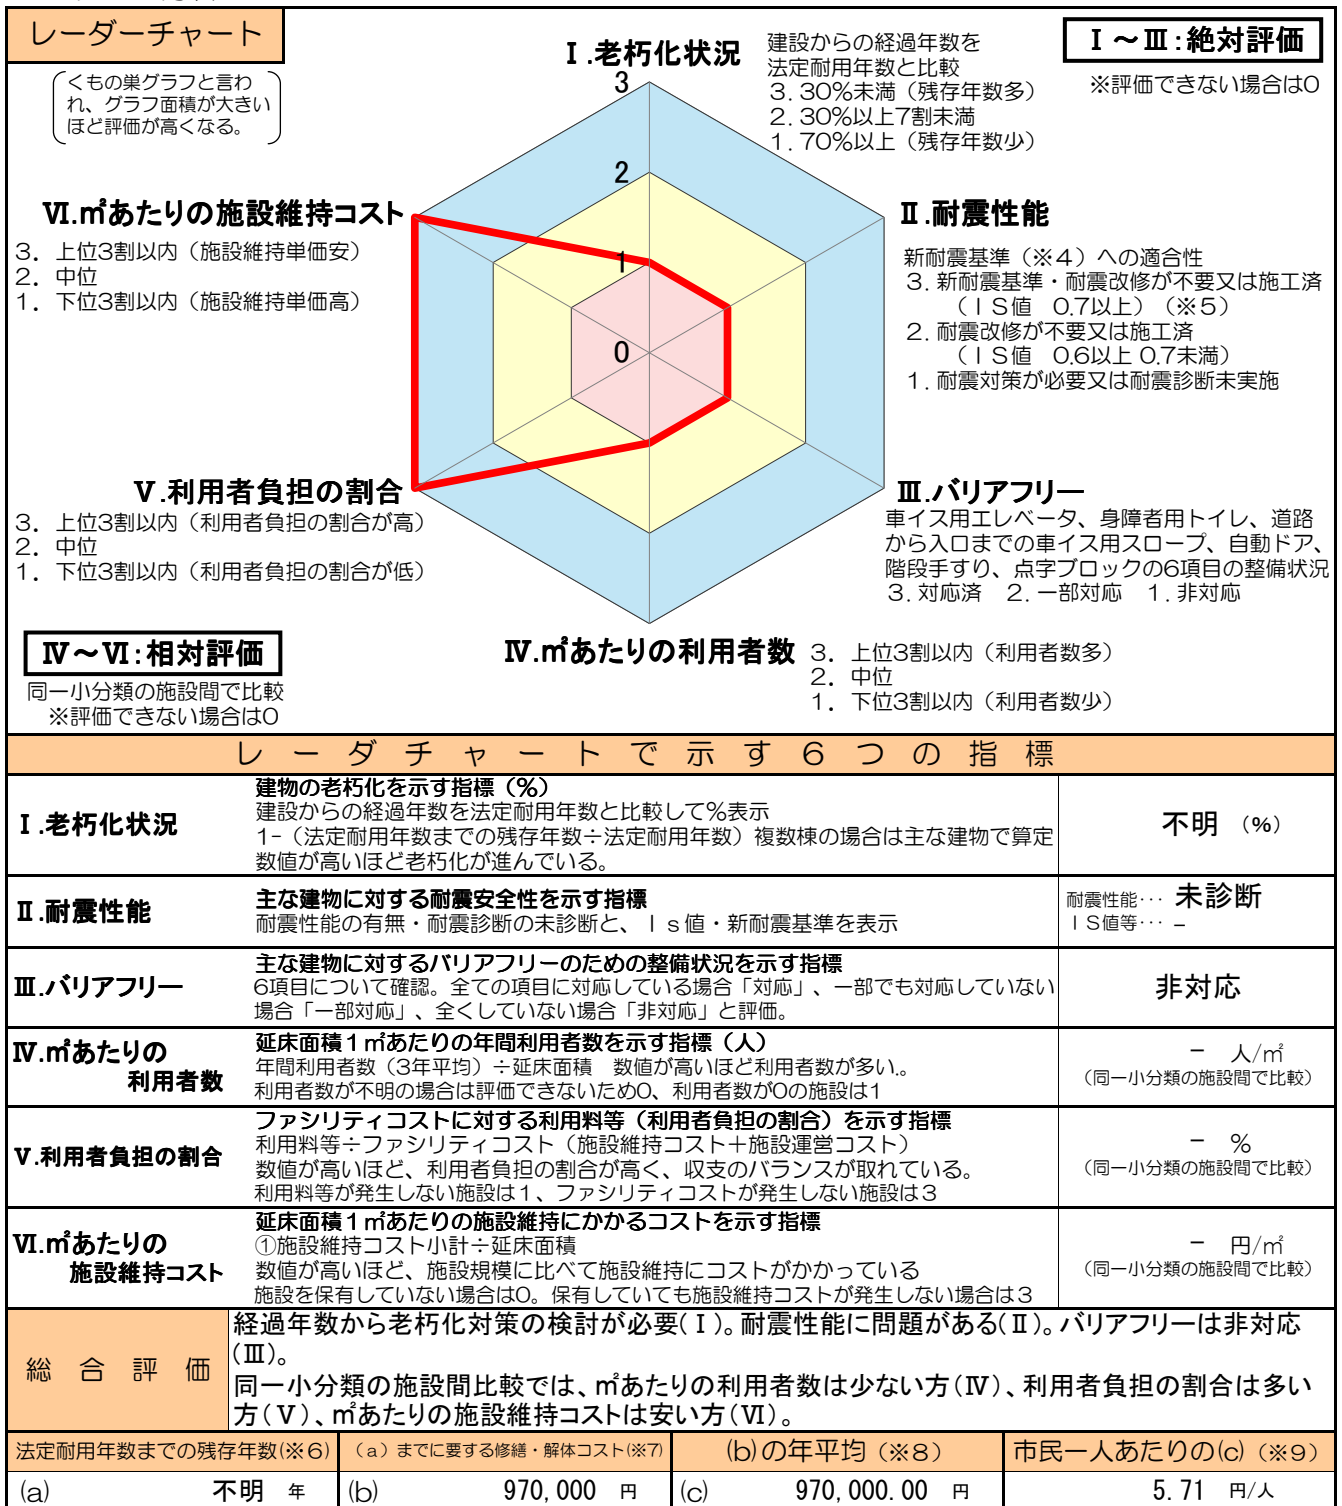 レーダーチャート
くもの巣グラフと言わ
れ、グラフ面積が大きい
ほど評価が高くなる。
Ⅰ.老朽化状況
建設からの経過年数を
法定耐用年数と比較
3. 30%未満（残存年数多）
2. 30%以上7割未満
1. 70%以上（残存年数少）
Ⅰ～Ⅲ:絶対評価
※評価できない場合は0
3
2
1
0
Ⅵ.㎡あたりの施設維持コスト
3. 上位3割以内（施設維持単価安）
2. 中位
1. 下位3割以内（施設維持単価高）
Ⅱ.耐震性能
新耐震基準（※4）への適合性
3. 新耐震基準・耐震改修が不要又は施工済
（ＩＳ値 0.7以上）（※5）
2. 耐震改修が不要又は施工済
（ＩＳ値 0.6以上 0.7未満）
1. 耐震対策が必要又は耐震診断未実施
Ⅴ.利用者負担の割合
3. 上位3割以内（利用者負担の割合が高）
2. 中位
1. 下位3割以内（利用者負担の割合が低）
Ⅲ.バリアフリー
車イス用エレベータ、身障者用トイレ、道路
から入口までの車イス用スロープ、自動ドア、
階段手すり、点字ブロックの6項目の整備状況
3. 対応済 2. 一部対応 1. 非対応
Ⅳ～Ⅵ:相対評価
同一小分類の施設間で比較
※評価できない場合は0
Ⅳ.㎡あたりの利用者数
3. 上位3割以内（利用者数多）
2. 中位
1. 下位3割以内（利用者数少）
レーダチャートで示す6つの指標
Ⅰ.老朽化状況
建物の老朽化を示す指標（%）
建設からの経過年数を法定耐用年数と比較して%表示
1-（法定耐用年数までの残存年数÷法定耐用年数）複数棟の場合は主な建物で算定
数値が高いほど老朽化が進んでいる。
不明 （%）
Ⅱ.耐震性能
主な建物に対する耐震安全性を示す指標
耐震性能の有無・耐震診断の未診断と、Ｉｓ値・新耐震基準を表示
耐震性能… 未診断
ＩＳ値等… －
Ⅲ.バリアフリー
主な建物に対するバリアフリーのための整備状況を示す指標
6項目について確認。全ての項目に対応している場合「対応」、一部でも対応していない
場合「一部対応」、全くしていない場合「非対応」と評価。
非対応
Ⅳ.㎡あたりの
利用者数
延床面積１㎡あたりの年間利用者数を示す指標（人）
年間利用者数（3年平均）÷延床面積 数値が高いほど利用者数が多い。
利用者数が不明の場合は評価できないため0、利用者数が0の施設は1
－ 人/㎡
（同一小分類の施設間で比較）
Ⅴ.利用者負担の割合
ファシリティコストに対する利用料等（利用者負担の割合）を示す指標
利用料等÷ファシリティコスト（施設維持コスト＋施設運営コスト）
数値が高いほど、利用者負担の割合が高く、収支のバランスが取れている。
利用料等が発生しない施設は１、ファシリティコストが発生しない施設は３
－ %
（同一小分類の施設間で比較）
Ⅵ.㎡あたりの
施設維持コスト
延床面積１㎡あたりの施設維持にかかるコストを示す指標
①施設維持コスト小計÷延床面積
数値が高いほど、施設規模に比べて施設維持にコストがかかっている
施設を保有していない場合は0。保有していても施設維持コストが発生しない場合は３
－ 円/㎡
（同一小分類の施設間で比較）
総合評価
経過年数から老朽化対策の検討が必要(Ⅰ)。耐震性能に問題がある(Ⅱ)。バリアフリーは非対応
(Ⅲ)。
同一小分類の施設間比較では、㎡あたりの利用者数は少ない方(Ⅳ)、利用者負担の割合は多い
方(Ⅴ)、㎡あたりの施設維持コストは安い方(Ⅵ)。
法定耐用年数までの残存年数(※6)
（a）までに要する修繕・解体コスト(※7)
(b)の年平均（※8）
市民一人あたりの(c)（※9）
(a) 不明 年
(b) 970,000 円
(c) 970,000.00 円
5.71 円/人